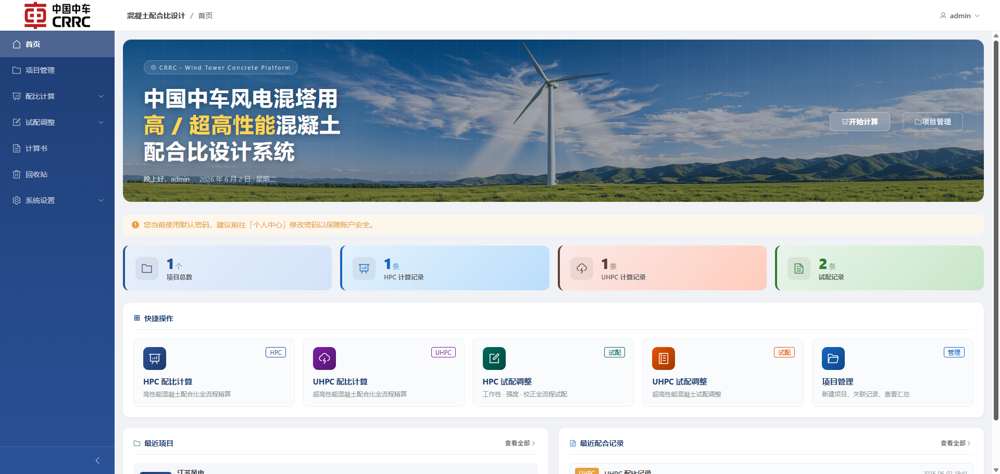 中国中车
CRRC
混凝土配合比设计 / 首页
admin
首页
项目管理
配比计算
试配调整
计算书
回收站
系统设置
CRRC · Wind Tower Concrete Platform
中国中车风电混塔用
高 / 超高性能混凝土
配合比设计系统
晚上好，admin · 2026 年 6 月 2 日 · 星期二
开始计算
项目管理
您当前使用默认密码，建议前往「个人中心」修改密码以保障账户安全。
1 个
项目总数
1 条
HPC 计算记录
1 条
UHPC 计算记录
2 条
试配记录
快捷操作
HPC
HPC 配比计算
高性能混凝土配合比全流程精算
UHPC
UHPC 配比计算
超高性能混凝土配合比全流程精算
试配
HPC 试配调整
工作性 · 强度 · 校正全流程试配
试配
UHPC 试配调整
超高性能混凝土试配调整
管理
项目管理
新建项目、关联记录、查看汇总
最近项目
查看全部
江苏风电
最近配合记录
查看全部
UHPC
UHPC 配比记录
2026-06-02 19:41